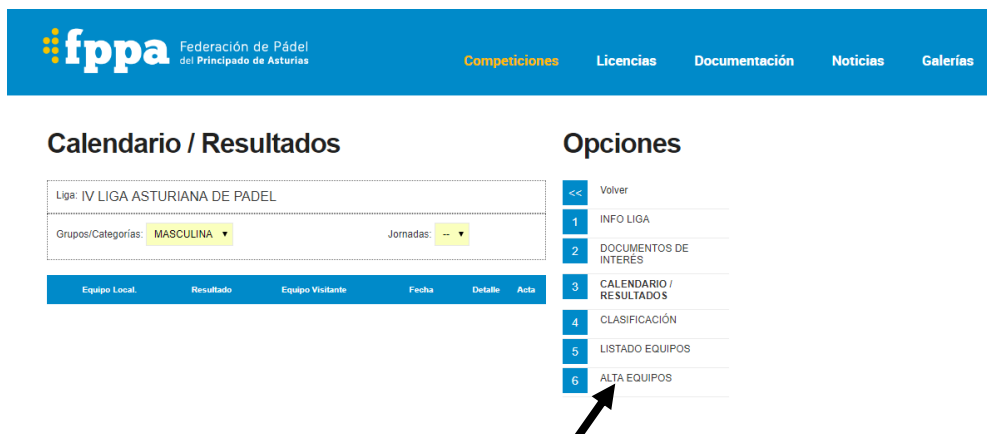 fppa Federación de Pádel
del Principado de Asturias
Competiciones Licencias Documentación Noticias Galerías
Calendario / Resultados
Liga: IV LIGA ASTURIANA DE PADEL
Grupos/Categorías: MASCULINA Jornadas: --
Equipo Local. Resultado Equipo Visitante Fecha Detalle Acta
Opciones
<< Volver
1 INFO LIGA
2 DOCUMENTOS DE
INTERÉS
3 CALENDARIO /
RESULTADOS
4 CLASIFICACIÓN
5 LISTADO EQUIPOS
6 ALTA EQUIPOS